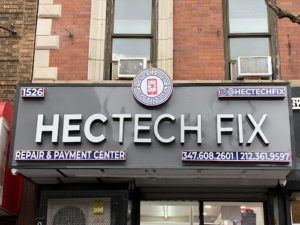 1526
@HECTECHFIX
HECTECH FIX
REPAIR & PAYMENT CENTER
347.608.2601 | 212.361.9597